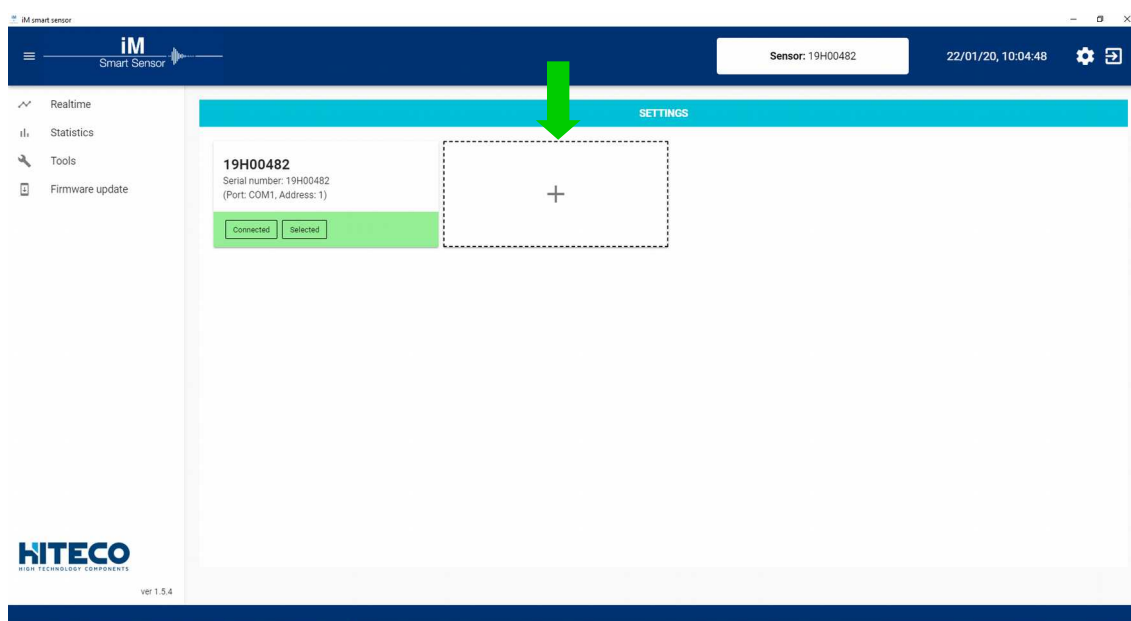 iM smart sensor
iM
Smart Sensor
Sensor: 19H00482
22/01/20, 10:04:48
Realtime
Statistics
Tools
Firmware update
SETTINGS
19H00482
Serial number: 19H00482
(Port: COM1, Address: 1)
Connected
Selected
HITECO
HIGH TECHNOLOGY COMPONENTS
ver 1.5.4